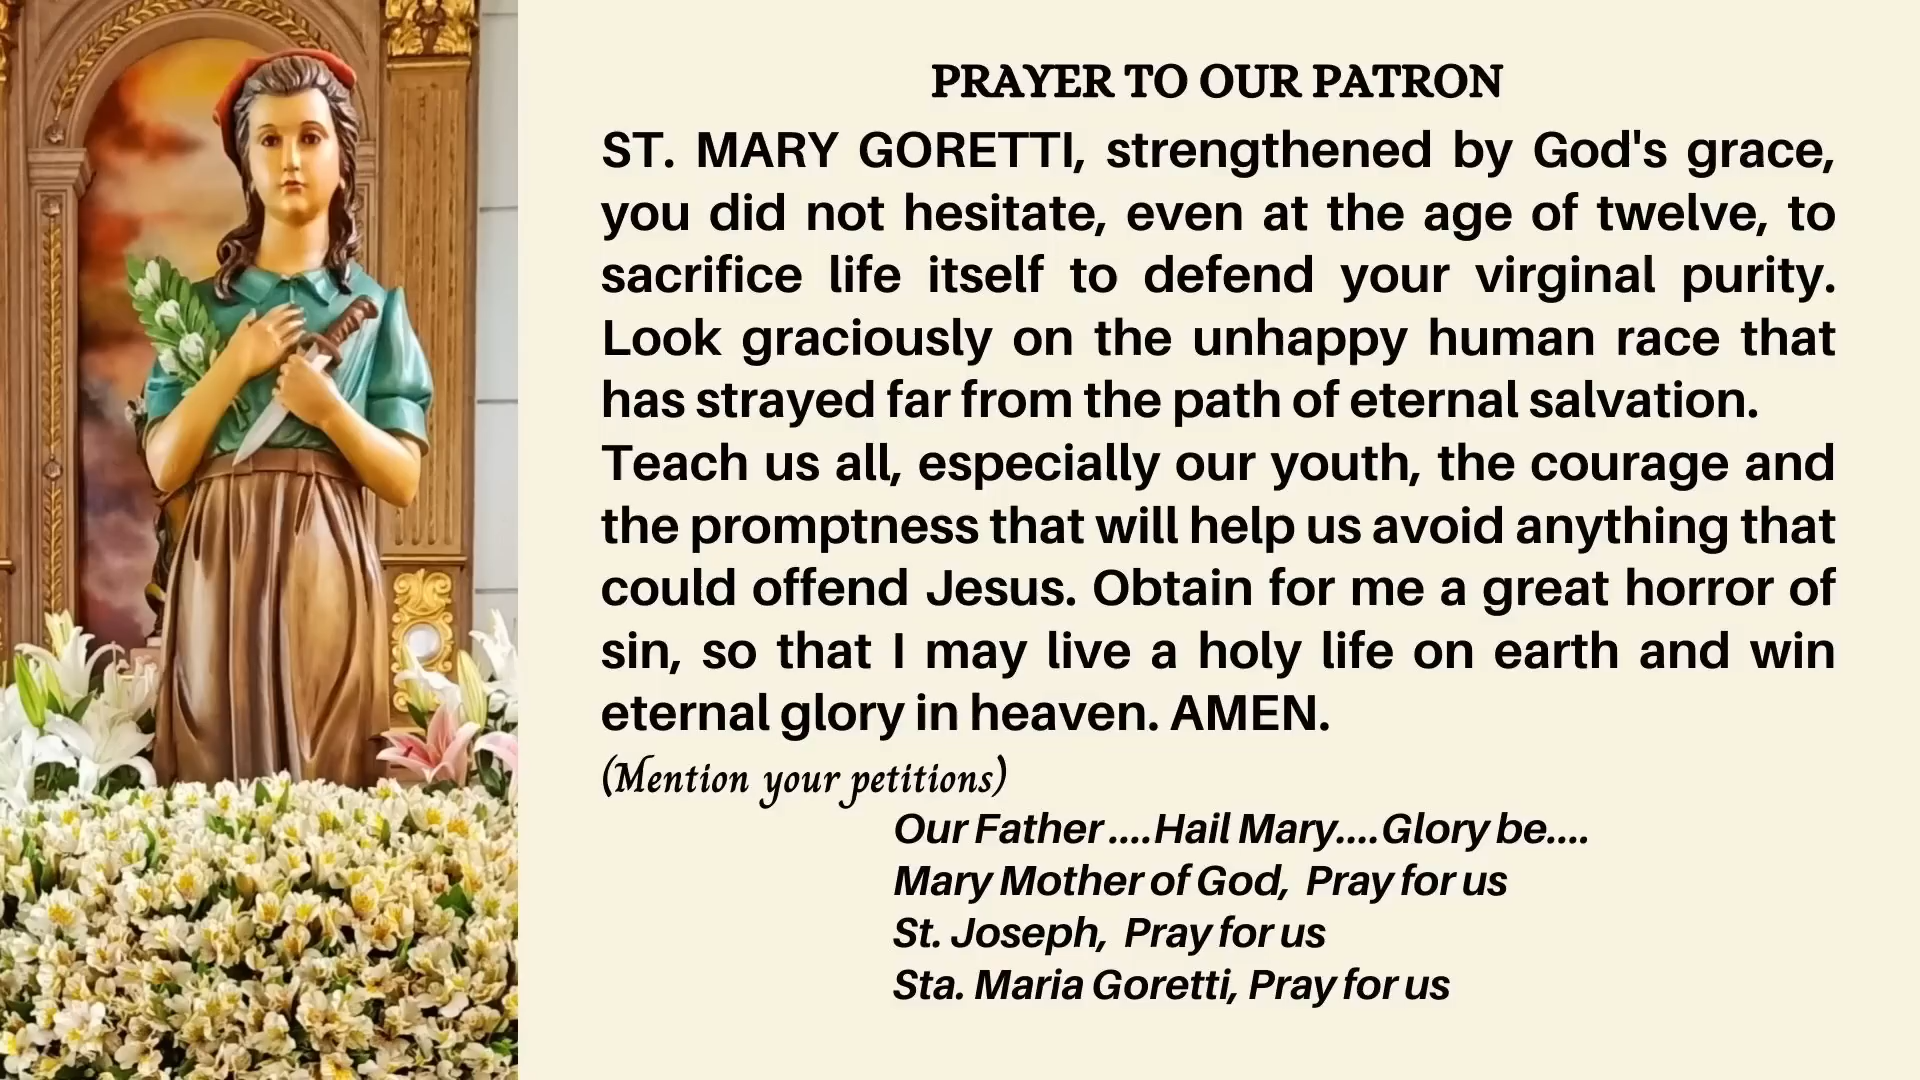 PRAYER TO OUR PATRON
ST. MARY GORETTI, strengthened by God's grace,
you did not hesitate, even at the age of twelve, to
sacrifice life itself to defend your virginal purity.
Look graciously on the unhappy human race that
has strayed far from the path of eternal salvation.
Teach us all, especially our youth, the courage and
the promptness that will help us avoid anything that
could offend Jesus. Obtain for me a great horror of
sin, so that I may live a holy life on earth and win
eternal glory in heaven. AMEN.
(Mention your petitions)
Our Father ....Hail Mary....Glory be....
Mary Mother of God, Pray for us
St. Joseph, Pray for us
Sta. Maria Goretti, Pray for us